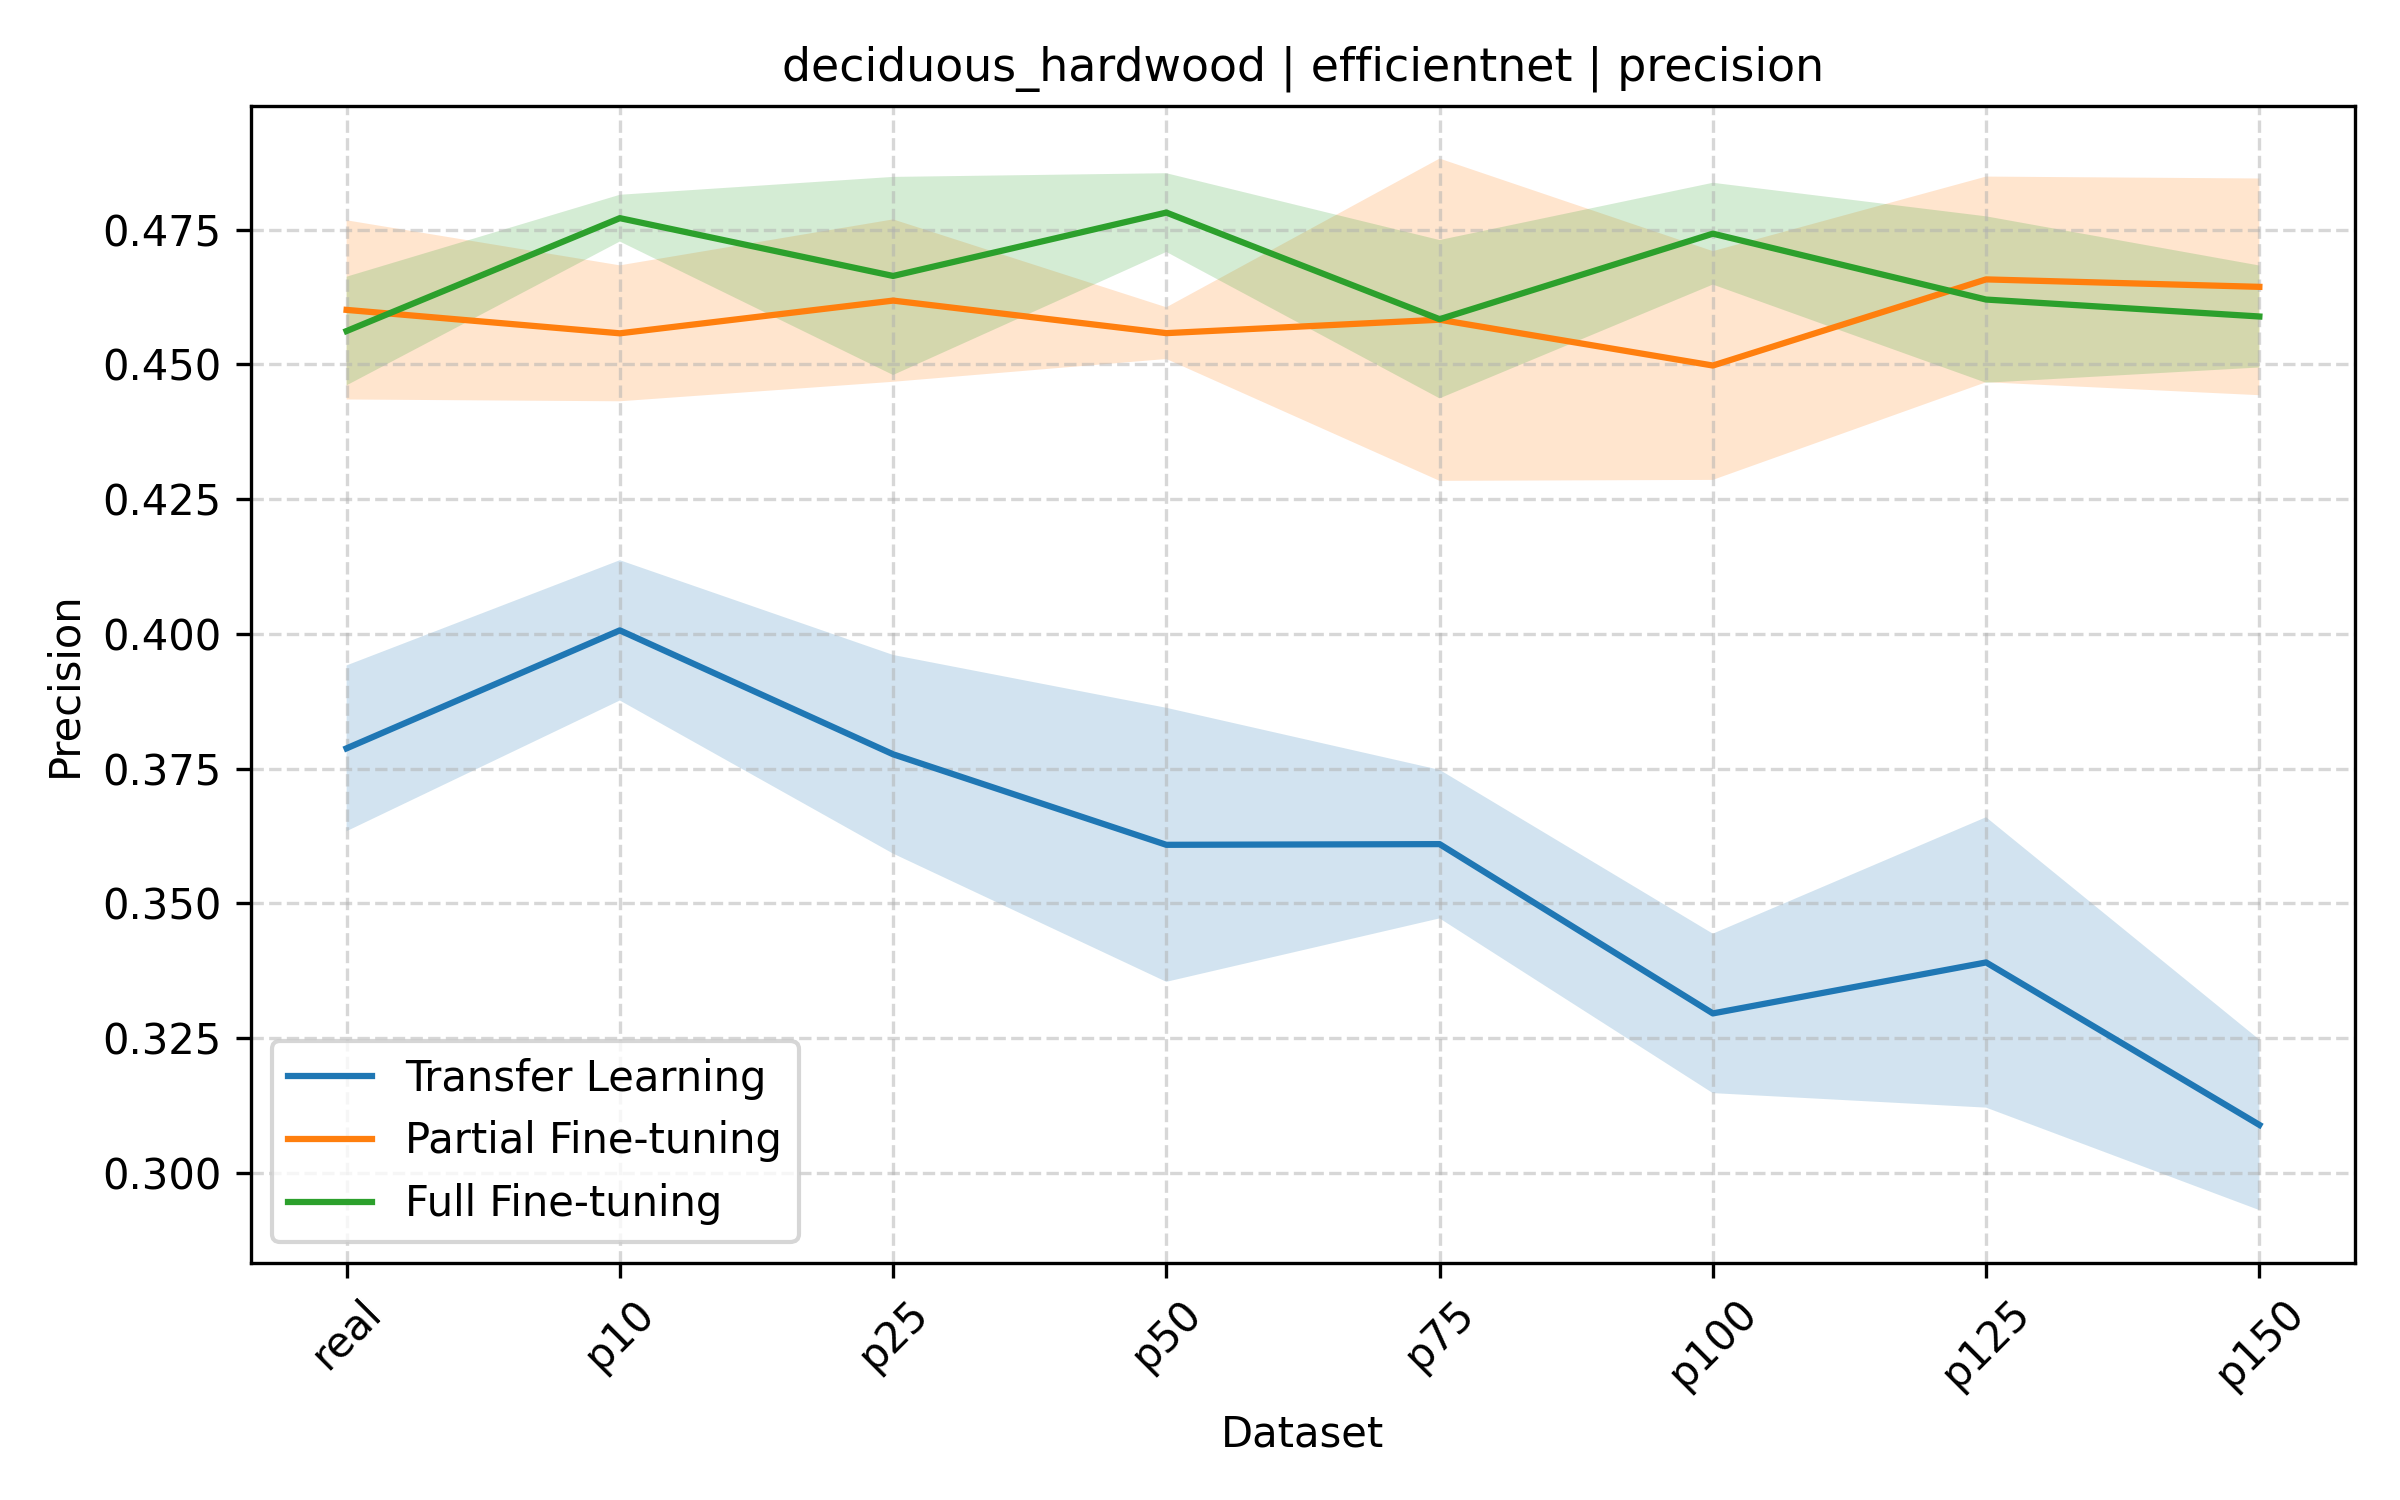 deciduous_hardwood | efficientnet | precision
0.475
0.450
0.425
0.400
0.375
0.350
0.325
0.300
Precision
Transfer Learning
Partial Fine-tuning
Full Fine-tuning
real p10 p25 p50 p75 p100 p125 p150
Dataset